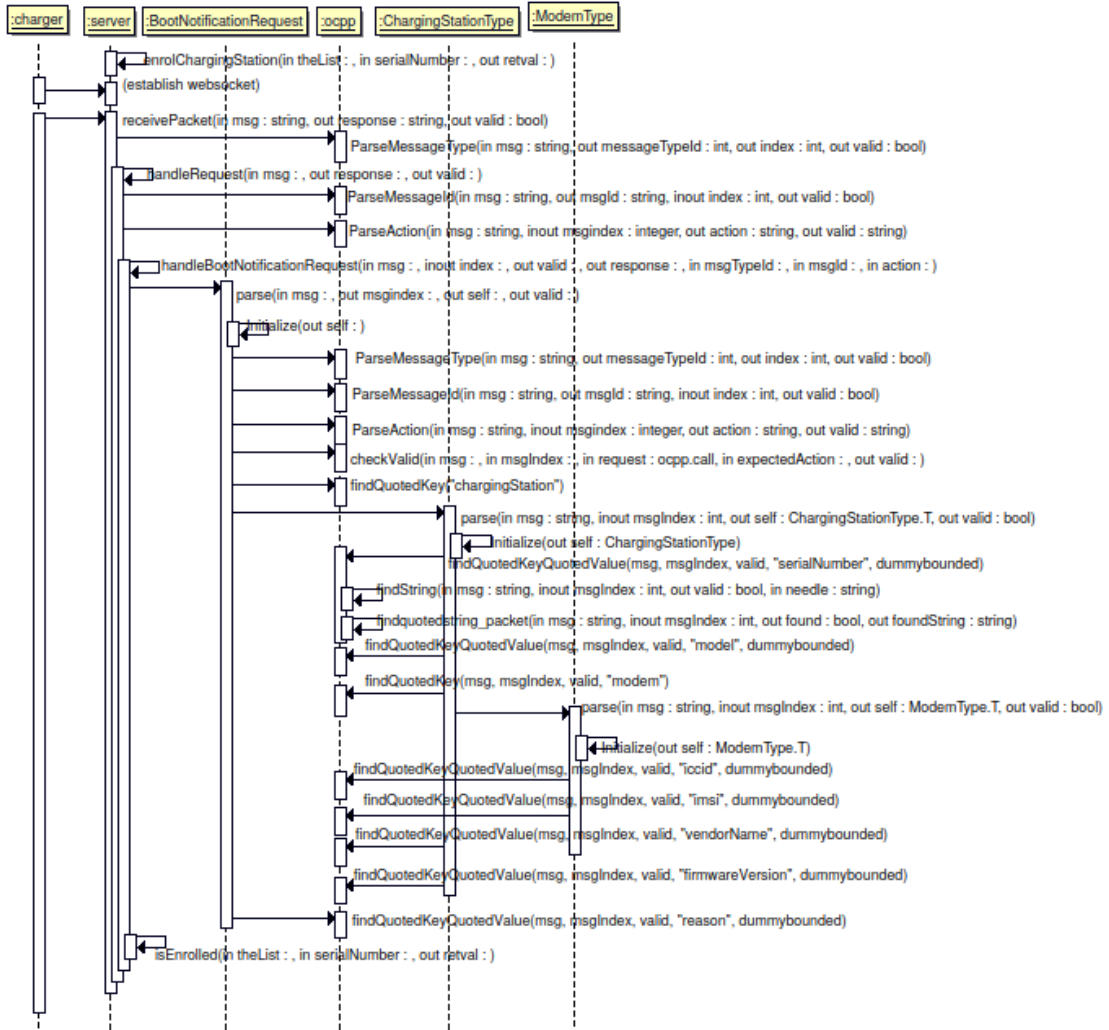 :charger
:server
:BootNotificationRequest
:ocpp
:ChargingStationType
:ModemType
enrolChargingStation(in theList : , in serialNumber : , out retval : )
(establish websocket)
receivePacket(in msg : string, out response : string, out valid : bool)
ParseMessageType(in msg : string, out messageTypeId : int, out index : int, out valid : bool)
handleRequest(in msg : , out response : , out valid : )
ParseMessageId(in msg : string, out msgId : string, inout index : int, out valid : bool)
ParseAction(in msg : string, inout msgindex : integer, out action : string, out valid : string)
handleBootNotificationRequest(in msg : , inout index : , out valid : , out response : , in msgTypeId : , in msgId : , in action : )
parse(in msg : , out msgindex : , out self : , out valid : )
Initialize(out self : )
ParseMessageType(in msg : string, out messageTypeId : int, out index : int, out valid : bool)
ParseMessageId(in msg : string, out msgId : string, inout index : int, out valid : bool)
ParseAction(in msg : string, inout msgindex : integer, out action : string, out valid : string)
checkValid(in msg : , in msgIndex : , in request : ocpp.call, in expectedAction : , out valid : )
findQuotedKey("chargingStation")
parse(in msg : string, inout msgIndex : int, out self : ChargingStationType.T, out valid : bool)
Initialize(out self : ChargingStationType)
findQuotedKeyQuotedValue(msg, msgIndex, valid, "serialNumber", dummybounded)
findString(in msg : string, inout msgIndex : int, out valid : bool, in needle : string)
findquotedstring_packet(in msg : string, inout msgIndex : int, out found : bool, out foundString : string)
findQuotedKeyQuotedValue(msg, msgIndex, valid, "model", dummybounded)
findQuotedKey(msg, msgIndex, valid, "modem")
parse(in msg : string, inout msgIndex : int, out self : ModemType.T, out valid : bool)
Initialize(out self : ModemType.T)
findQuotedKeyQuotedValue(msg, msgIndex, valid, "iccid", dummybounded)
findQuotedKeyQuotedValue(msg, msgIndex, valid, "imsi", dummybounded)
findQuotedKeyQuotedValue(msg, msgIndex, valid, "vendorName", dummybounded)
findQuotedKeyQuotedValue(msg, msgIndex, valid, "firmwareVersion", dummybounded)
findQuotedKeyQuotedValue(msg, msgIndex, valid, "reason", dummybounded)
isEnrolled(in theList : , in serialNumber : , out retval : )